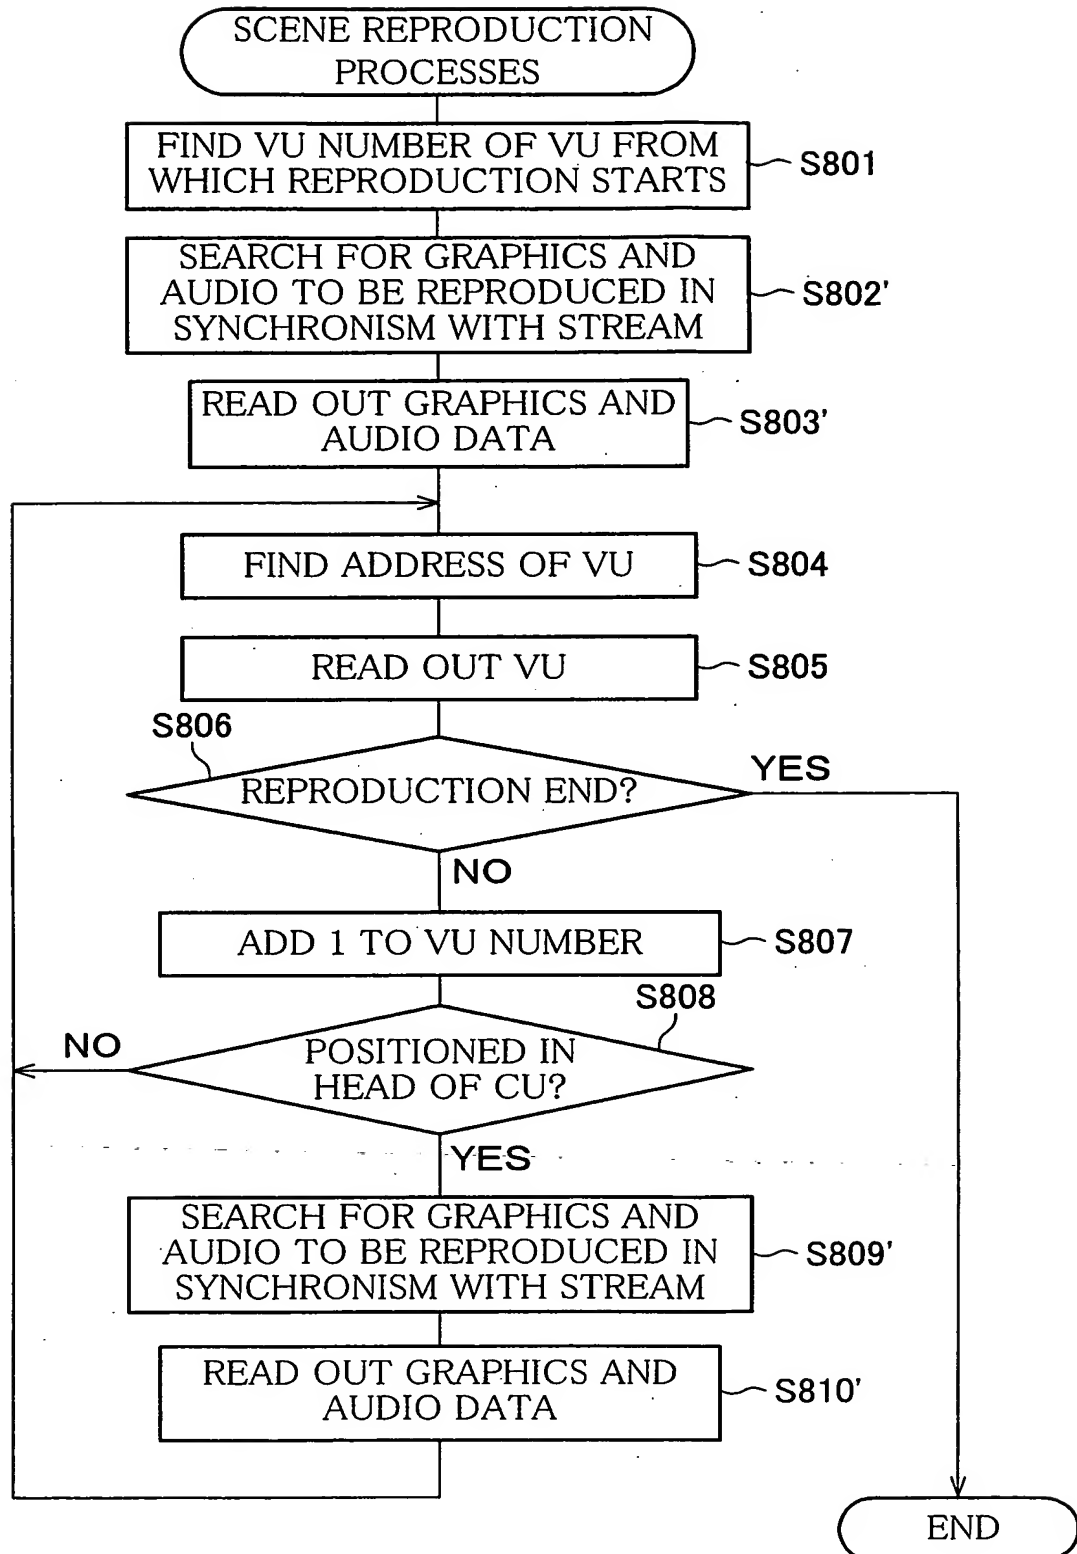 SCENE REPRODUCTION
PROCESSES
FIND VU NUMBER OF VU FROM
WHICH REPRODUCTION STARTS
S801
SEARCH FOR GRAPHICS AND
AUDIO TO BE REPRODUCED IN
SYNCHRONISM WITH STREAM
S802'
READ OUT GRAPHICS AND
AUDIO DATA
S803'
FIND ADDRESS OF VU
S804
READ OUT VU
S805
S806
REPRODUCTION END?
YES
NO
ADD 1 TO VU NUMBER
S807
S808
POSITIONED IN
HEAD OF CU?
NO
YES
SEARCH FOR GRAPHICS AND
AUDIO TO BE REPRODUCED IN
SYNCHRONISM WITH STREAM
S809'
READ OUT GRAPHICS AND
AUDIO DATA
S810'
END